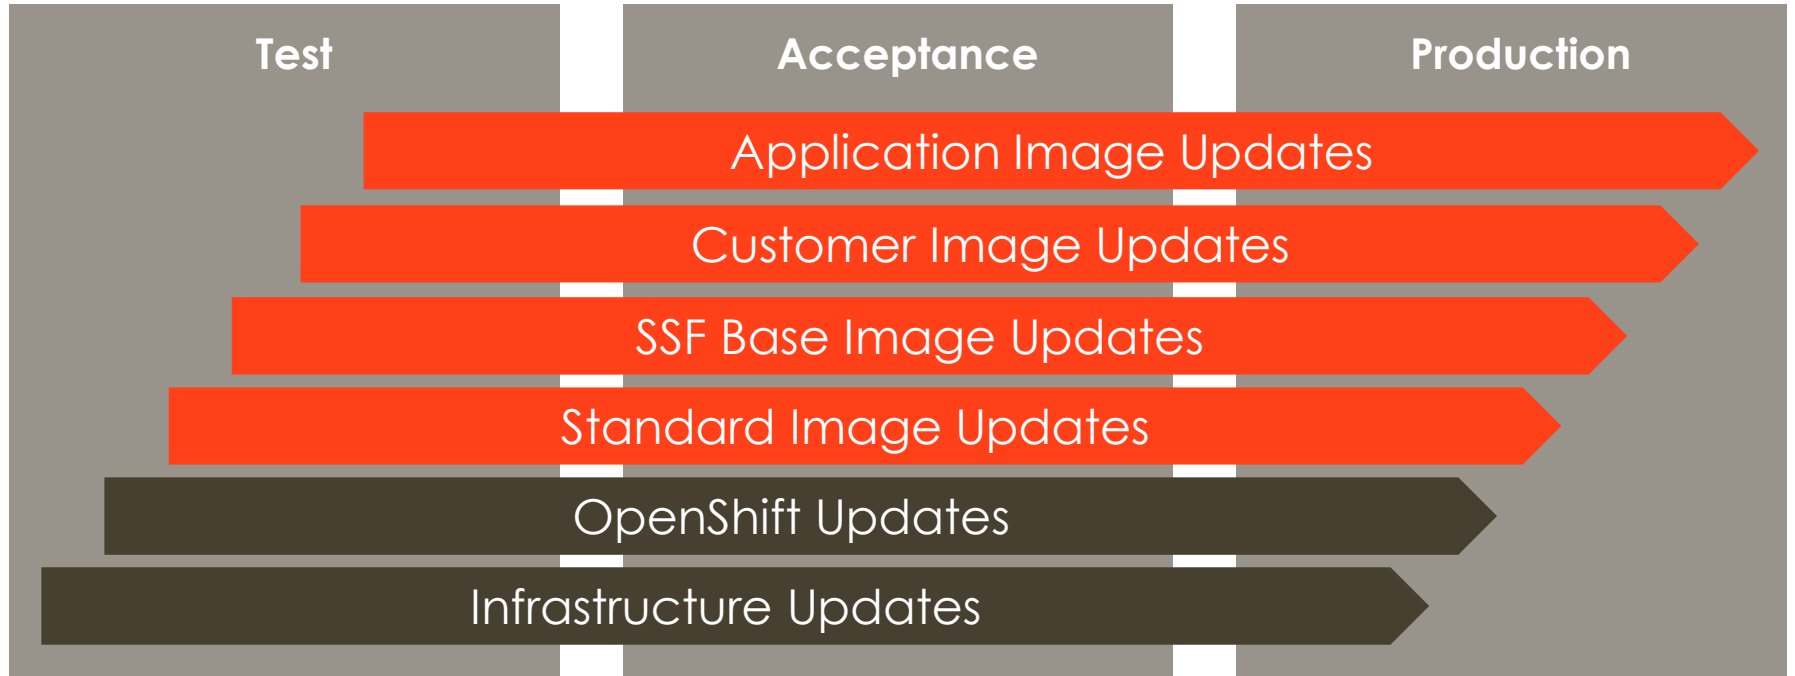 Test
Acceptance
Production
Application Image Updates
Customer Image Updates
SSF Base Image Updates
Standard Image Updates
OpenShift Updates
Infrastructure Updates